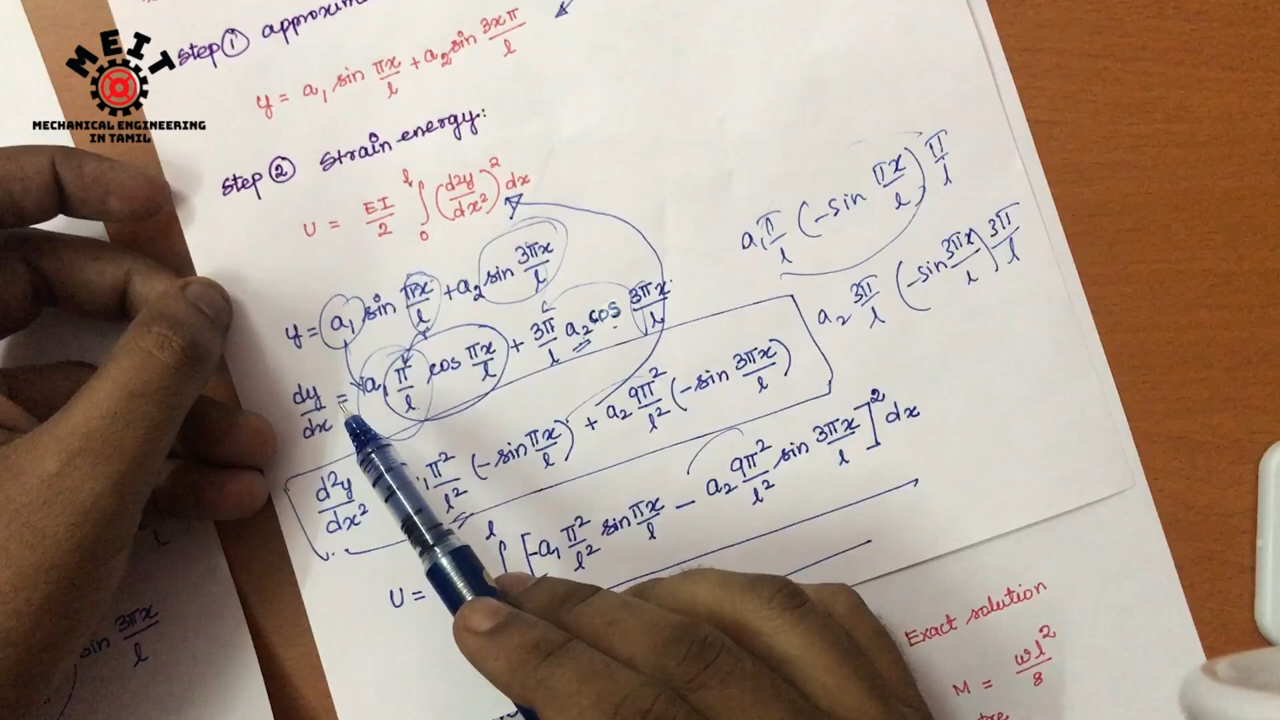 MEIT
MECHANICAL ENGINEERING
IN TAMIL
Step ①
y = a₁ sin πx/l + a₂ sin 3xπ/l
Step ② Strain energy:
U = EI/2 ∫₀ˡ (d²y/dx²)² dx
y = a₁ sin πx/l + a₂ sin 3πx/l
dy/dx = a₁ π/l cos πx/l + 3π/l a₂ cos 3πx/l
a₁ π/l (-sin πx/l) π/l
a₂ 3π/l (-sin 3πx/l) 3π/l
d²y/dx² π²/l² (-sin πx/l) + a₂ 9π²/l² (-sin 3πx/l)
U = ∫ˡ [-a₁ π²/l² sin πx/l - a₂ 9π²/l² sin 3πx/l]² dx
sin 3πx/l
Exact solution
M = wl²/8